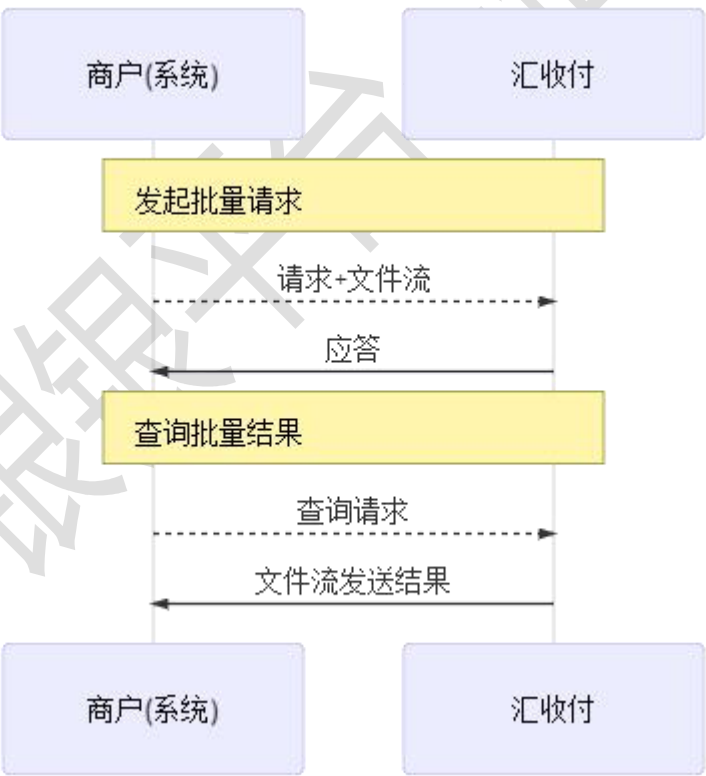 商户(系统)
汇收付
发起批量请求
请求+文件流
应答
查询批量结果
查询请求
文件流发送结果
商户(系统)
汇收付